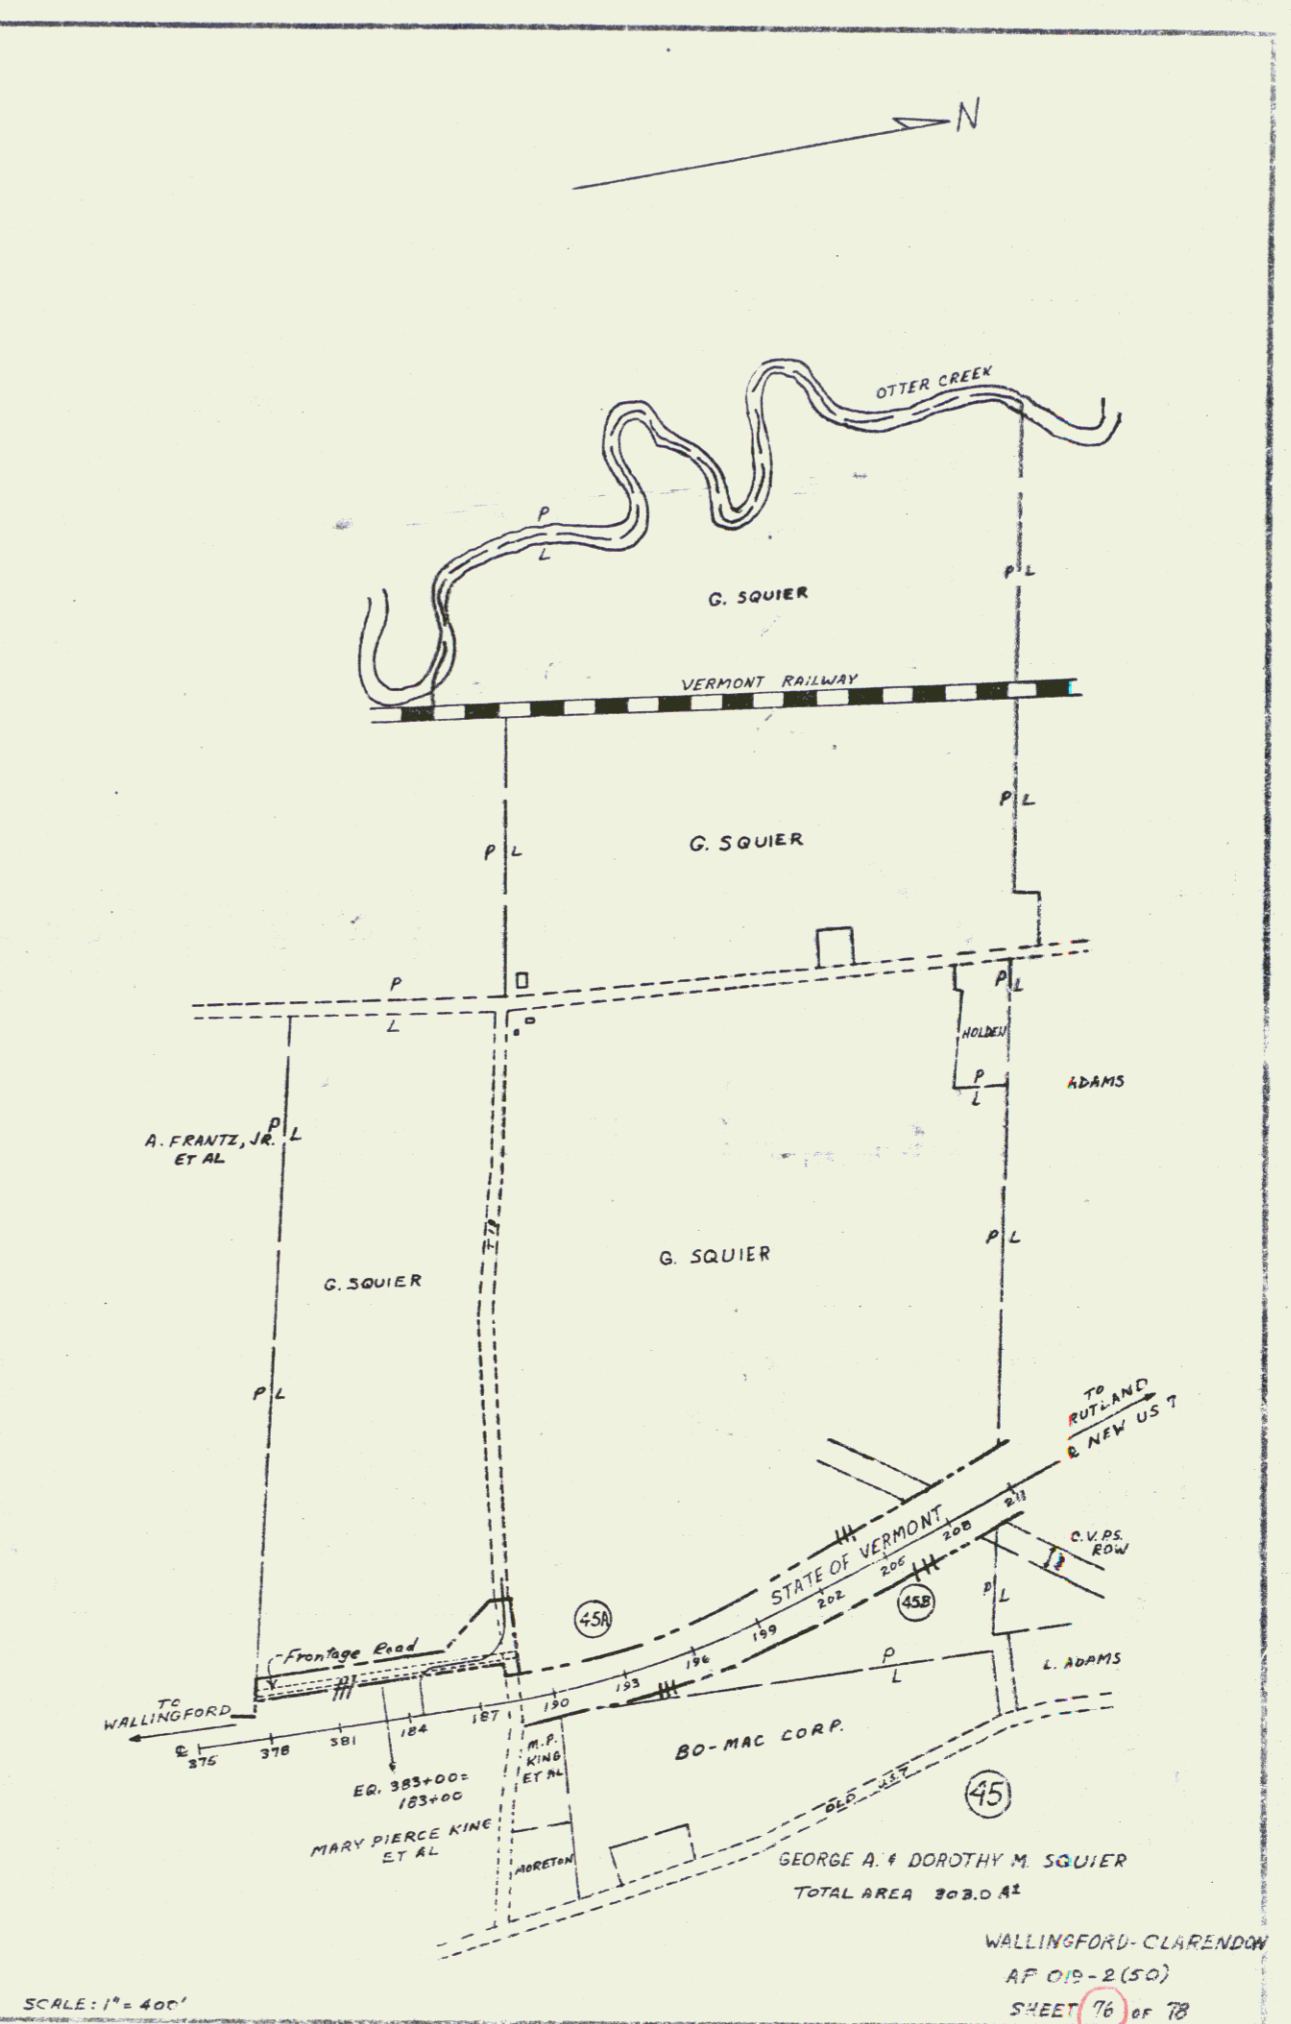 N
OTTER CREEK
P
L
G. SQUIER
P L
VERMONT RAILWAY
P L
G. SQUIER
P L
P
L
P L
HOLDEN
P
L
ADAMS
A. FRANTZ, JR.
ET AL
P L
P L
G. SQUIER
G. SQUIER
P L
TO
RUTLAND
℄ NEW US 7
STATE OF VERMONT
C.V.P.S.
ROW
P L
45A
45B
Frontage Road
TO
WALLINGFORD
℄
375 378 381 184 187 190 193 196 199 202 205 208 211
P
L
L. ADAMS
EQ. 383+00=
183+00
M.P.
KING
ET AL
BO-MAC CORP.
OLD U.S. 7
45
MARY PIERCE KING
ET AL
MORETON
GEORGE A. & DOROTHY M. SQUIER
TOTAL AREA 303.0 A±
WALLINGFORD-CLARENDON
AF 019-2(50)
SHEET 76 OF 78
SCALE: 1"= 400'